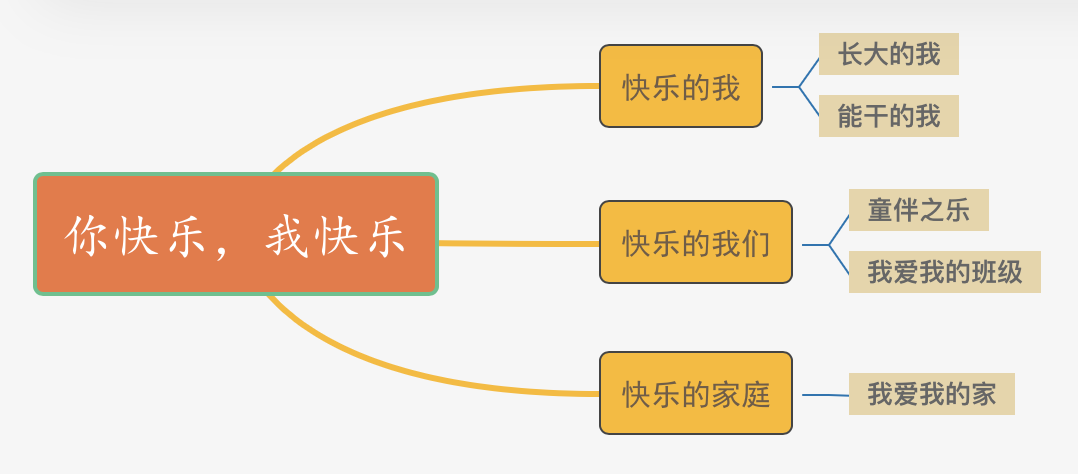 你快乐，我快乐
快乐的我
长大的我
能干的我
快乐的我们
童伴之乐
我爱我的班级
快乐的家庭
我爱我的家